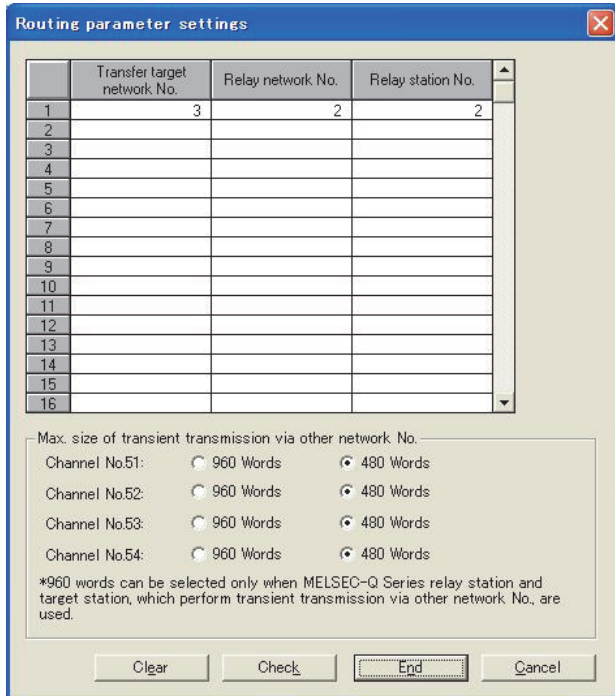 Routing parameter settings
Transfer target network No. Relay network No. Relay station No.
1 3 2 2
2
3
4
5
6
7
8
9
10
11
12
13
14
15
16
Max. size of transient transmission via other network No.
Channel No.51: 960 Words 480 Words
Channel No.52: 960 Words 480 Words
Channel No.53: 960 Words 480 Words
Channel No.54: 960 Words 480 Words
*960 words can be selected only when MELSEC-Q Series relay station and
target station, which perform transient transmission via other network No., are
used.
Clear Check End Cancel